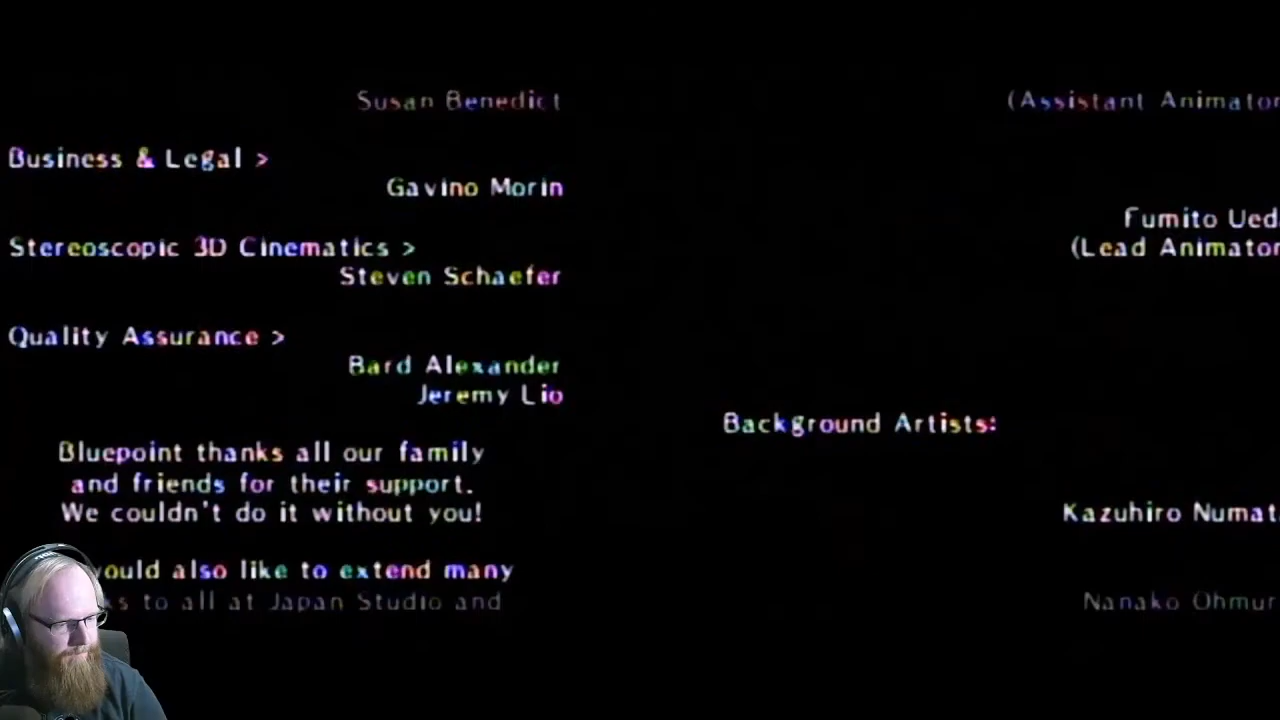 Susan Benedict
Business & Legal >
Gavino Morin
Stereoscopic 3D Cinematics >
Steven Schaefer
Quality Assurance >
Bard Alexander
Jeremy Lio
Bluepoint thanks all our family
and friends for their support.
We couldn't do it without you!
would also like to extend many
to all at Japan Studio and
(Assistant Animator
Fumito Ued
(Lead Animator
Background Artists:
Kazuhiro Numat
Nanako Ohmur